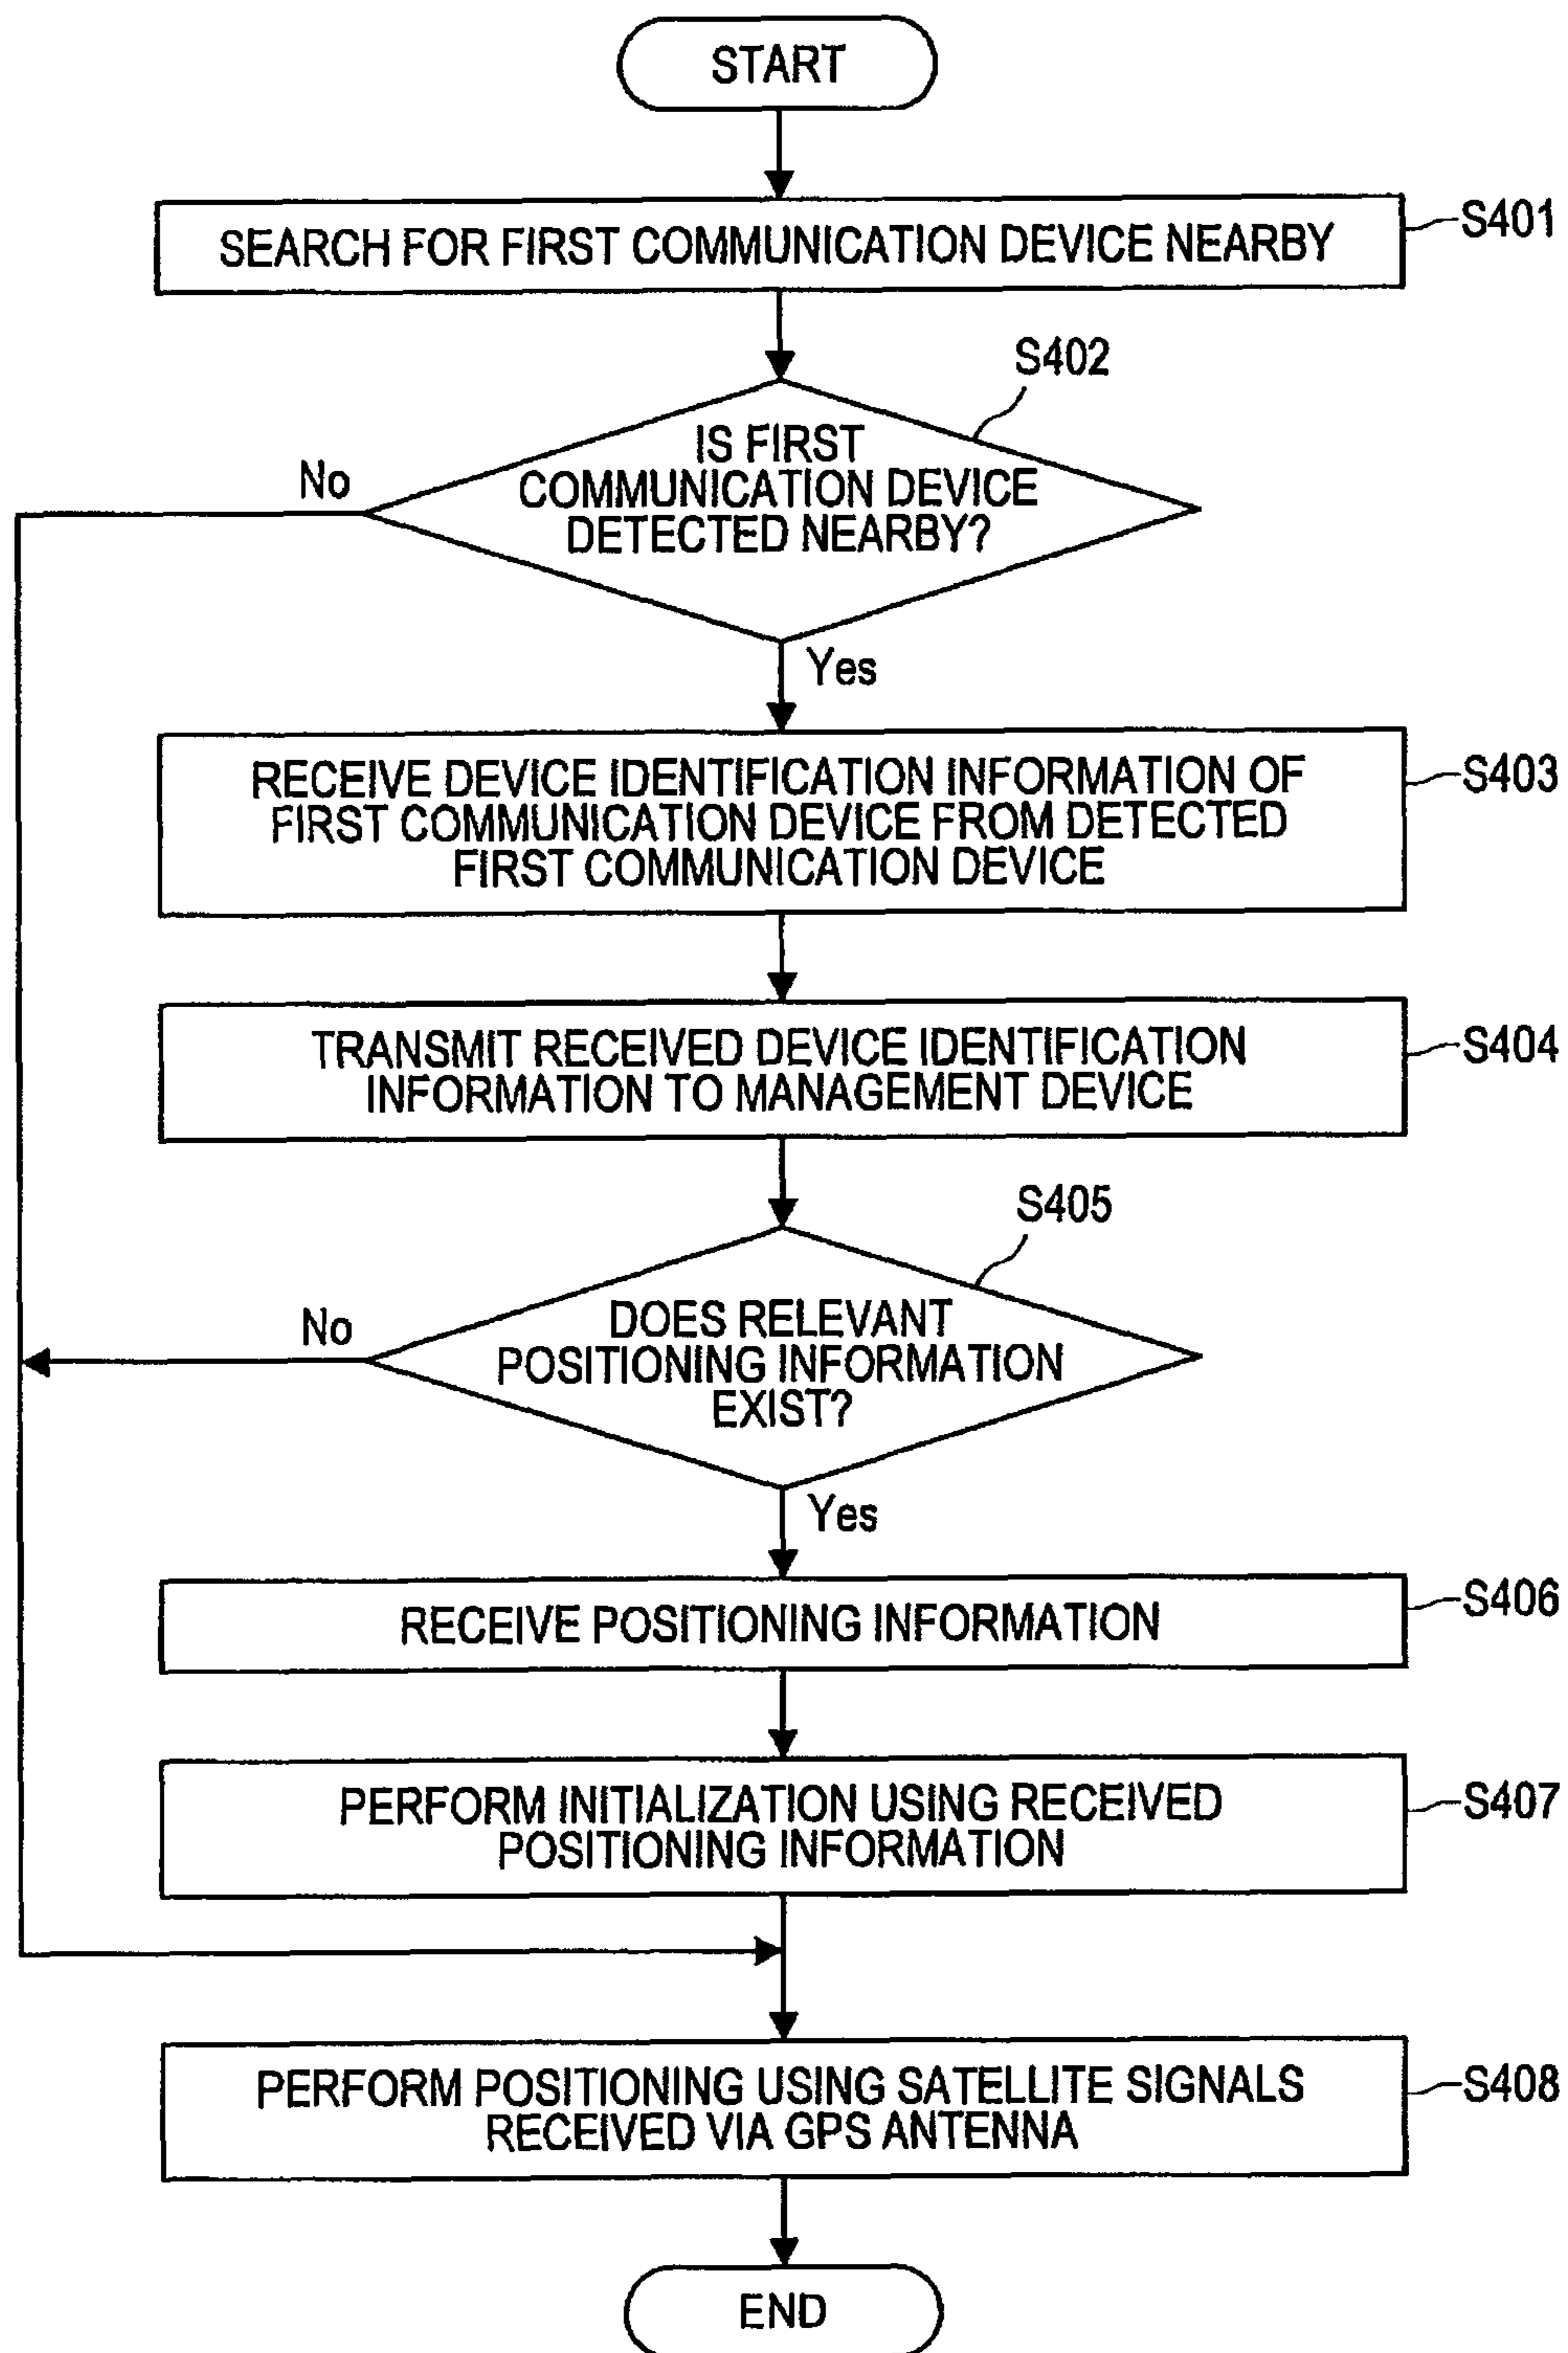 START
SEARCH FOR FIRST COMMUNICATION DEVICE NEARBY
S401
S402
IS FIRST
COMMUNICATION DEVICE
DETECTED NEARBY?
No
Yes
RECEIVE DEVICE IDENTIFICATION INFORMATION OF
FIRST COMMUNICATION DEVICE FROM DETECTED
FIRST COMMUNICATION DEVICE
S403
TRANSMIT RECEIVED DEVICE IDENTIFICATION
INFORMATION TO MANAGEMENT DEVICE
S404
S405
DOES RELEVANT
POSITIONING INFORMATION
EXIST?
No
Yes
RECEIVE POSITIONING INFORMATION
S406
PERFORM INITIALIZATION USING RECEIVED
POSITIONING INFORMATION
S407
PERFORM POSITIONING USING SATELLITE SIGNALS
RECEIVED VIA GPS ANTENNA
S408
END